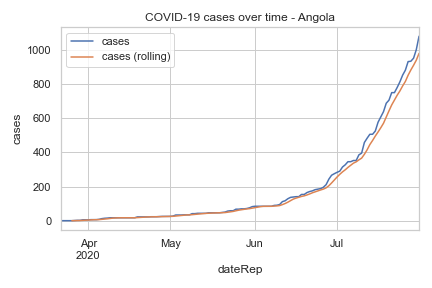 COVID-19 cases over time - Angola
cases
cases (rolling)
1000
800
600
400
200
0
cases
Apr
2020
May
Jun
Jul
dateRep